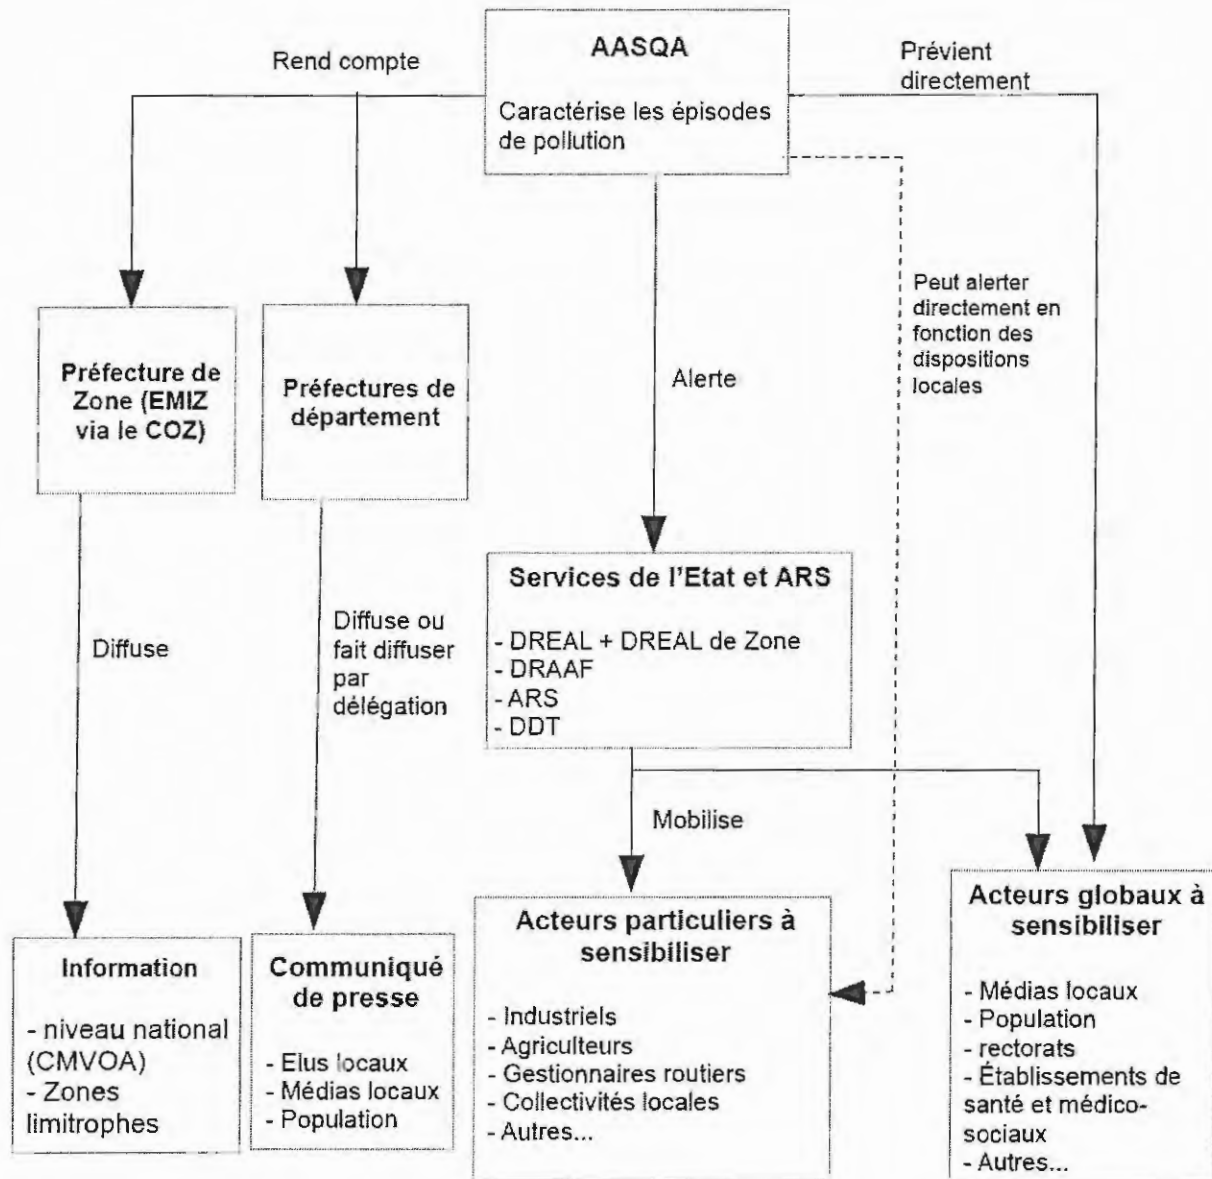 AASQA
Caractérise les épisodes
de pollution
Rend compte
Prévient
directement
Peut alerter
directement en
fonction des
dispositions
locales
Préfecture de
Zone (EMIZ
via le COZ)
Préfectures de
département
Alerte
Services de l'Etat et ARS
- DREAL + DREAL de Zone
- DRAAF
- ARS
- DDT
Diffuse
Diffuse ou
fait diffuser
par
délégation
Mobilise
Information
- niveau national
(CMVOA)
- Zones
limitrophes
Communiqué
de presse
- Elus locaux
- Médias locaux
- Population
Acteurs particuliers à
sensibiliser
- Industriels
- Agriculteurs
- Gestionnaires routiers
- Collectivités locales
- Autres...
Acteurs globaux à
sensibiliser
- Médias locaux
- Population
- rectorats
- Établissements de
santé et médico-
sociaux
- Autres...